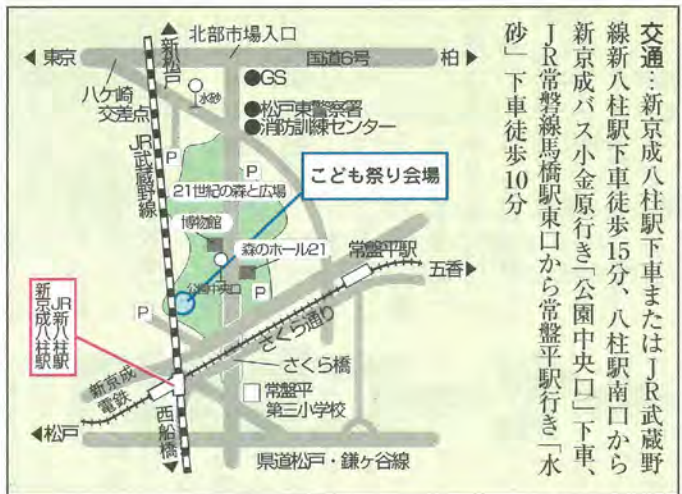 交通…新京成八柱駅下車またはJR武蔵野
線新八柱駅下車徒歩15分、八柱駅南口から
新京成バス小金原行き「公園中央口」下車、
JR常磐線馬橋駅東口から常盤平駅行き「水
砂」下車徒歩10分
新松戸
北部市場入口
東京
国道6号
柏
八ケ崎
交差点
水砂
GS
松戸東警察署
消防訓練センター
JR武蔵野線
P
P
こども祭り会場
21世紀の森と広場
博物館
森のホール21
常盤平駅
五香
公園中央口
P
P
JR新八柱駅
新京成八柱駅
さくら通り
さくら橋
新京成
電鉄
常盤平
第三小学校
松戸
西船橋
県道松戸・鎌ヶ谷線